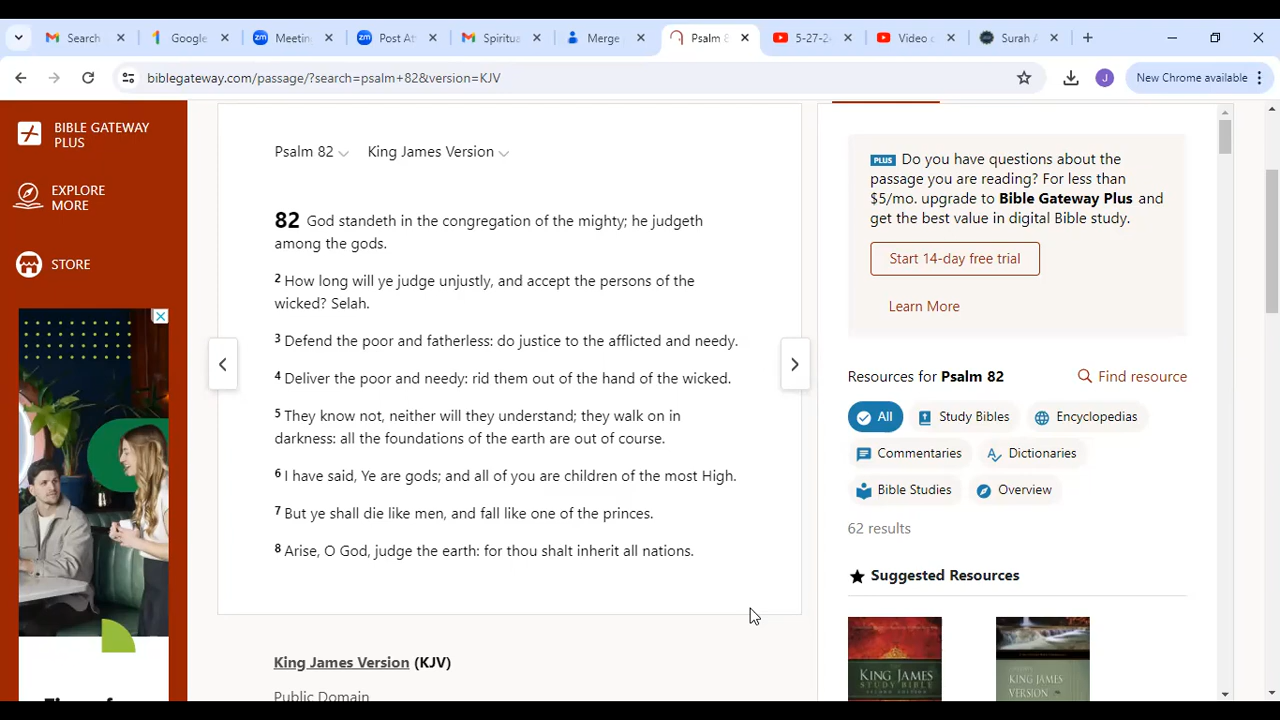 Search
Google
Meetin
Post At
Spiritua
Merge
Psalm 8
5-27-2
Video c
Surah A
biblegateway.com/passage/?search=psalm+82&version=KJV
J
New Chrome available
BIBLE GATEWAY
PLUS
EXPLORE
MORE
STORE
Psalm 82
King James Version
82 God standeth in the congregation of the mighty; he judgeth
among the gods.
2 How long will ye judge unjustly, and accept the persons of the
wicked? Selah.
3 Defend the poor and fatherless: do justice to the afflicted and needy.
4 Deliver the poor and needy: rid them out of the hand of the wicked.
5 They know not, neither will they understand; they walk on in
darkness: all the foundations of the earth are out of course.
6 I have said, Ye are gods; and all of you are children of the most High.
7 But ye shall die like men, and fall like one of the princes.
8 Arise, O God, judge the earth: for thou shalt inherit all nations.
King James Version (KJV)
Public Domain
PLUS Do you have questions about the
passage you are reading? For less than
$5/mo. upgrade to Bible Gateway Plus and
get the best value in digital Bible study.
Start 14-day free trial
Learn More
Resources for Psalm 82
Find resource
All
Study Bibles
Encyclopedias
Commentaries
Dictionaries
Bible Studies
Overview
62 results
Suggested Resources
KING JAMES
STUDY BIBLE
KING JAMES
VERSION